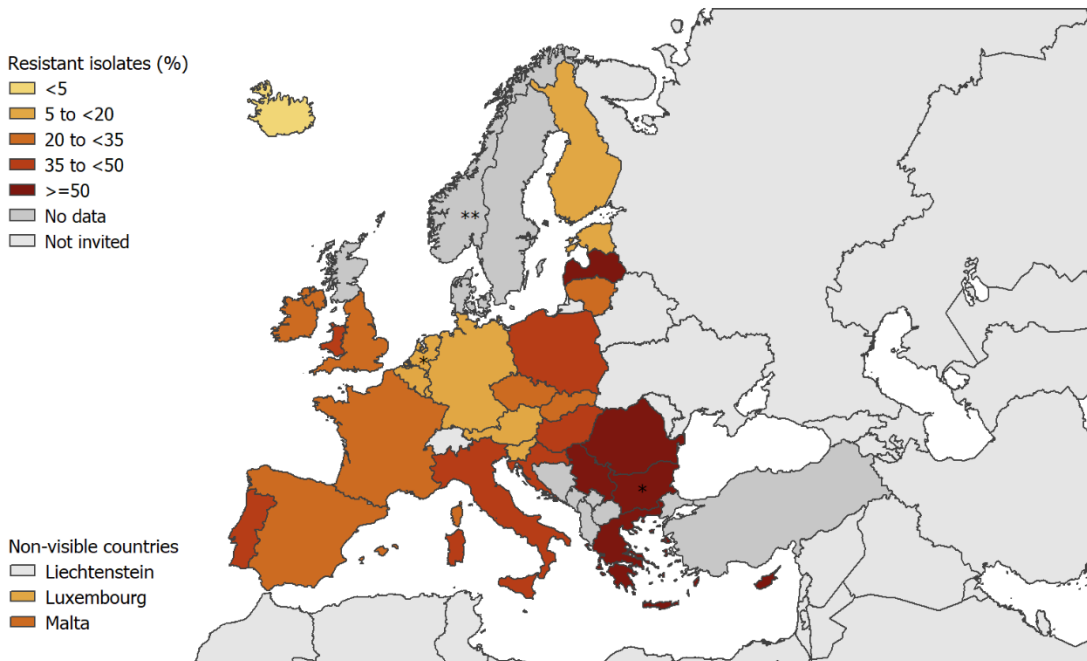 Resistant isolates (%)
<5
5 to <20
20 to <35
35 to <50
>=50
No data
Not invited
**
*
*
Non-visible countries
Liechtenstein
Luxembourg
Malta